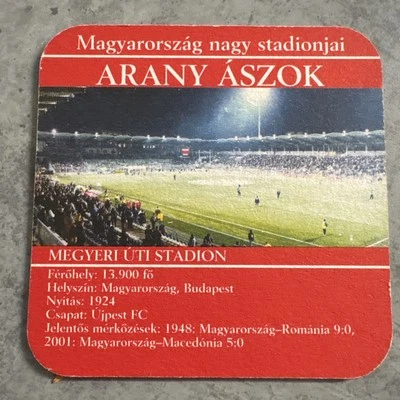 Magyarország nagy stadionjai
ARANY ÁSZOK
MEGYERI ÚTI STADION
Férőhely: 13.900 fő
Helyszín: Magyarország, Budapest
Nyitás: 1924
Csapat: Újpest FC
Jelentős mérkőzések: 1948: Magyarország–Románia 9:0,
2001: Magyarország–Macedónia 5:0